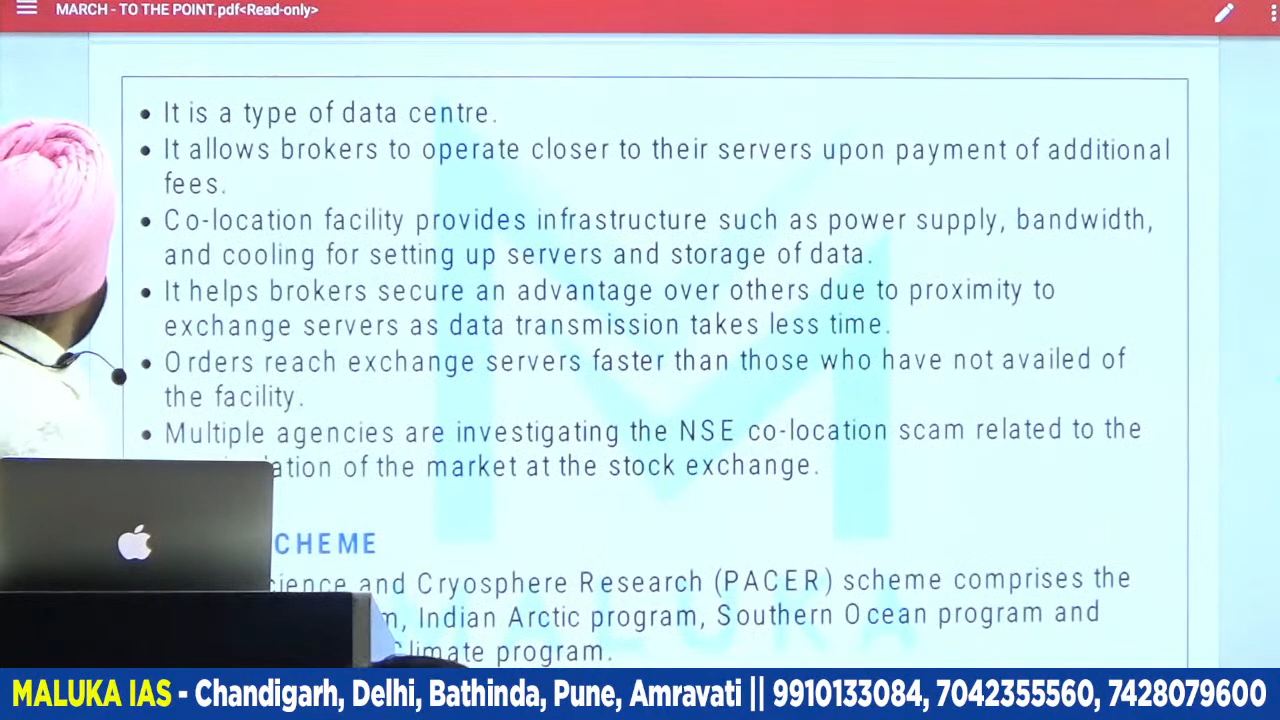 MARCH - TO THE POINT.pdf<Read-only>
• It is a type of data centre.
• It allows brokers to operate closer to their servers upon payment of additional
fees.
• Co-location facility provides infrastructure such as power supply, bandwidth,
and cooling for setting up servers and storage of data.
• It helps brokers secure an advantage over others due to proximity to
exchange servers as data transmission takes less time.
• Orders reach exchange servers faster than those who have not availed of
the facility.
• Multiple agencies are investigating the NSE co-location scam related to the
of the market at the stock exchange.
and Cryosphere Research (PACER) scheme comprises the
Indian Arctic program, Southern Ocean program and
program.
MALUKA
MALUKA IAS - Chandigarh, Delhi, Bathinda, Pune, Amravati || 9910133084, 7042355560, 7428079600